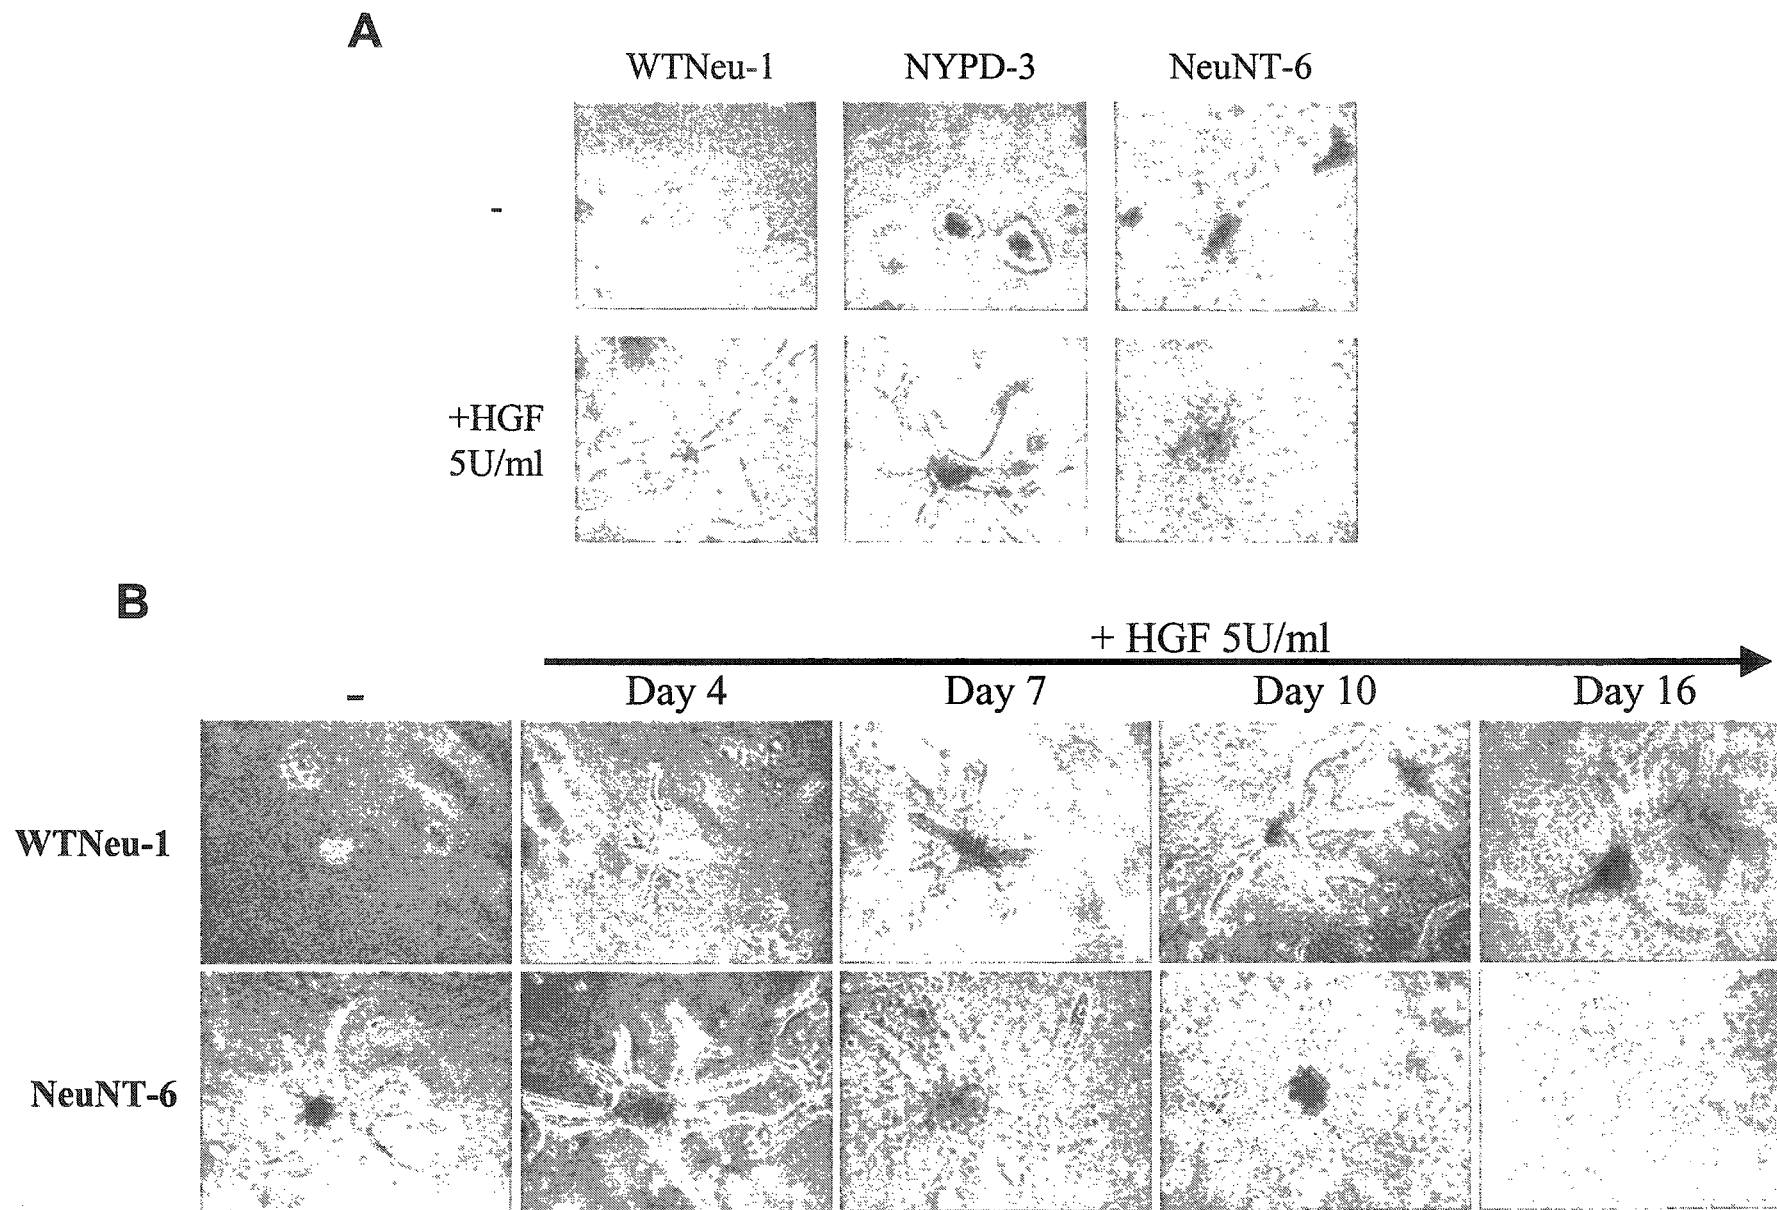 A
WTNeu-1 NYPD-3 NeuNT-6
-
+HGF
5U/ml
B
+ HGF 5U/ml
- Day 4 Day 7 Day 10 Day 16
WTNeu-1
NeuNT-6